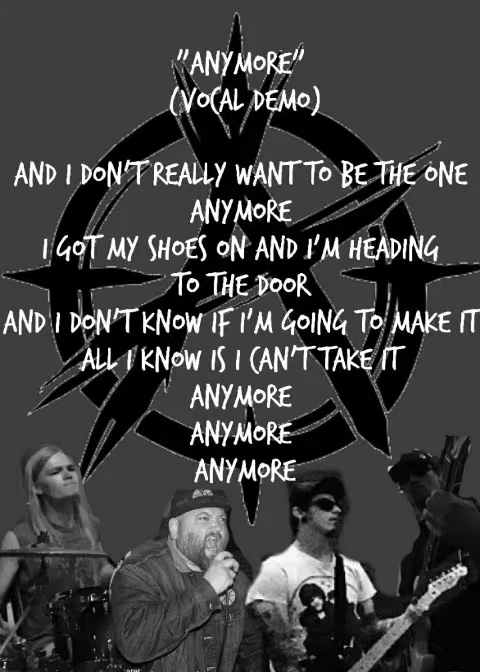 "ANYMORE"
(VOCAL DEMO)
AND I DON'T REALLY WANT TO BE THE ONE
ANYMORE
I GOT MY SHOES ON AND I'M HEADING
TO THE DOOR
AND I DON'T KNOW IF I'M GOING TO MAKE IT
ALL I KNOW IS I CAN'T TAKE IT
ANYMORE
ANYMORE
ANYMORE